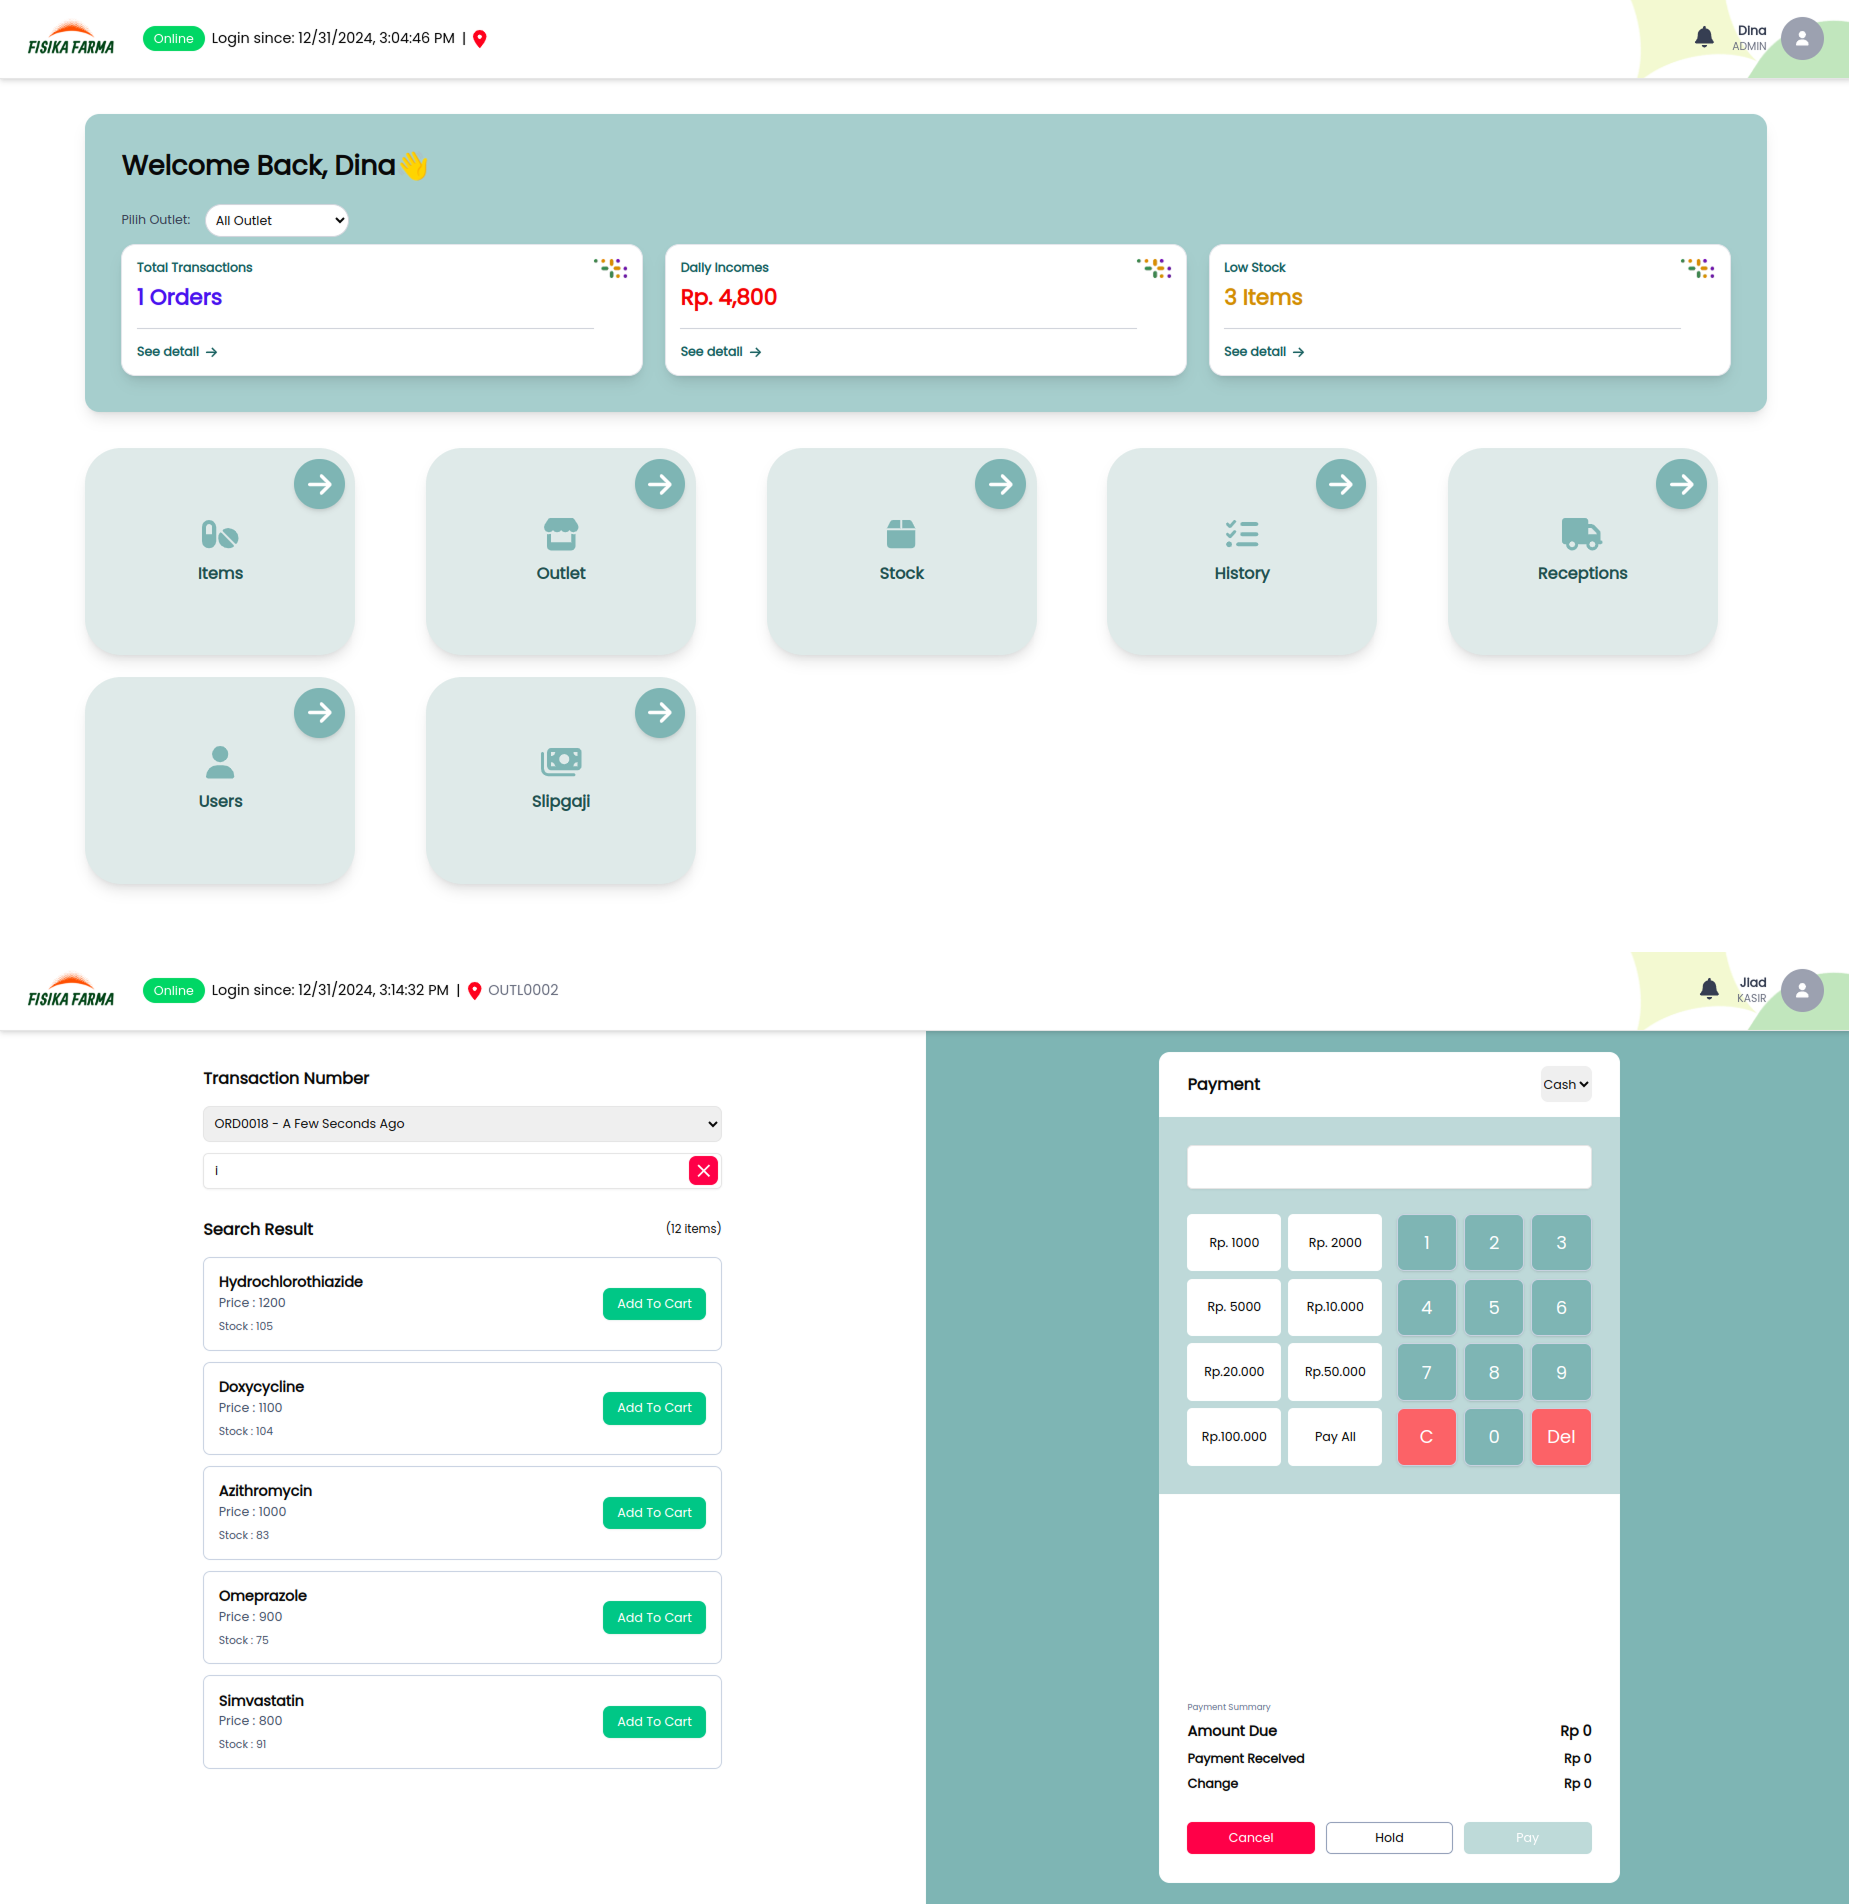 FISIKA FARMA
Online Login since: 12/31/2024, 3:04:46 PM |
Dina
ADMIN
Welcome Back, Dina👋
Pilih Outlet: All Outlet
Total Transactions
1 Orders
See detail →
Daily Incomes
Rp. 4,800
See detail →
Low Stock
3 Items
See detail →
Items
Outlet
Stock
History
Receptions
Users
Slipgaji
FISIKA FARMA
Online Login since: 12/31/2024, 3:14:32 PM | OUTL0002
Jiad
KASIR
Transaction Number
ORD0018 - A Few Seconds Ago
i
Search Result (12 items)
Hydrochlorothiazide
Price : 1200
Stock : 105
Add To Cart
Doxycycline
Price : 1100
Stock : 104
Add To Cart
Azithromycin
Price : 1000
Stock : 83
Add To Cart
Omeprazole
Price : 900
Stock : 75
Add To Cart
Simvastatin
Price : 800
Stock : 91
Add To Cart
Payment Cash
Rp. 1000 Rp. 2000 1 2 3
Rp. 5000 Rp.10.000 4 5 6
Rp.20.000 Rp.50.000 7 8 9
Rp.100.000 Pay All C 0 Del
Payment Summary
Amount Due Rp 0
Payment Received Rp 0
Change Rp 0
Cancel Hold Pay